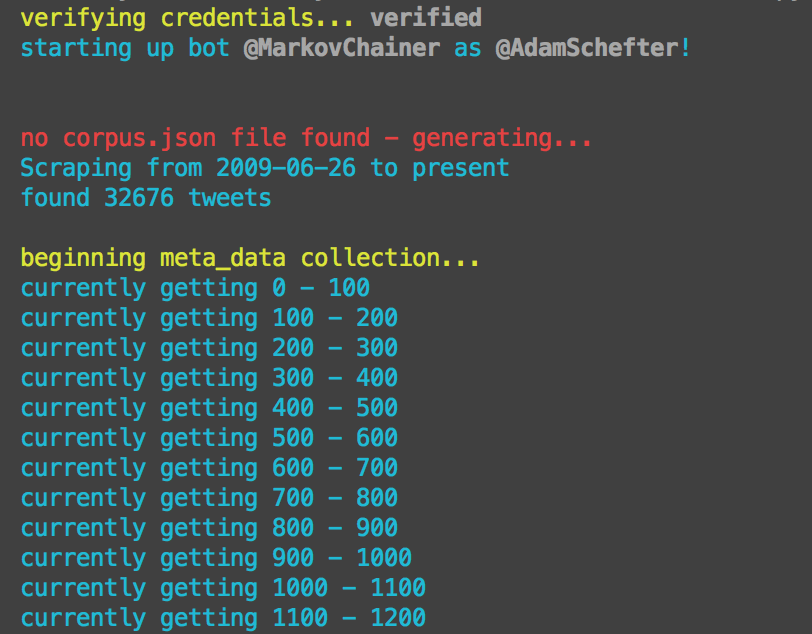 verifying credentials... verified
starting up bot @MarkovChainer as @AdamSchefter!
no corpus.json file found - generating...
Scraping from 2009-06-26 to present
found 32676 tweets
beginning meta_data collection...
currently getting 0 - 100
currently getting 100 - 200
currently getting 200 - 300
currently getting 300 - 400
currently getting 400 - 500
currently getting 500 - 600
currently getting 600 - 700
currently getting 700 - 800
currently getting 800 - 900
currently getting 900 - 1000
currently getting 1000 - 1100
currently getting 1100 - 1200